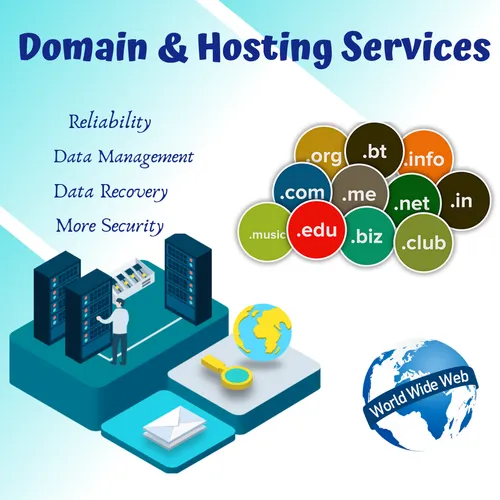 Domain & Hosting Services
Reliability
Data Management
Data Recovery
More Security
.org
.bt
.info
.com
.me
.net
.in
.music
.edu
.biz
.club
World Wide Web